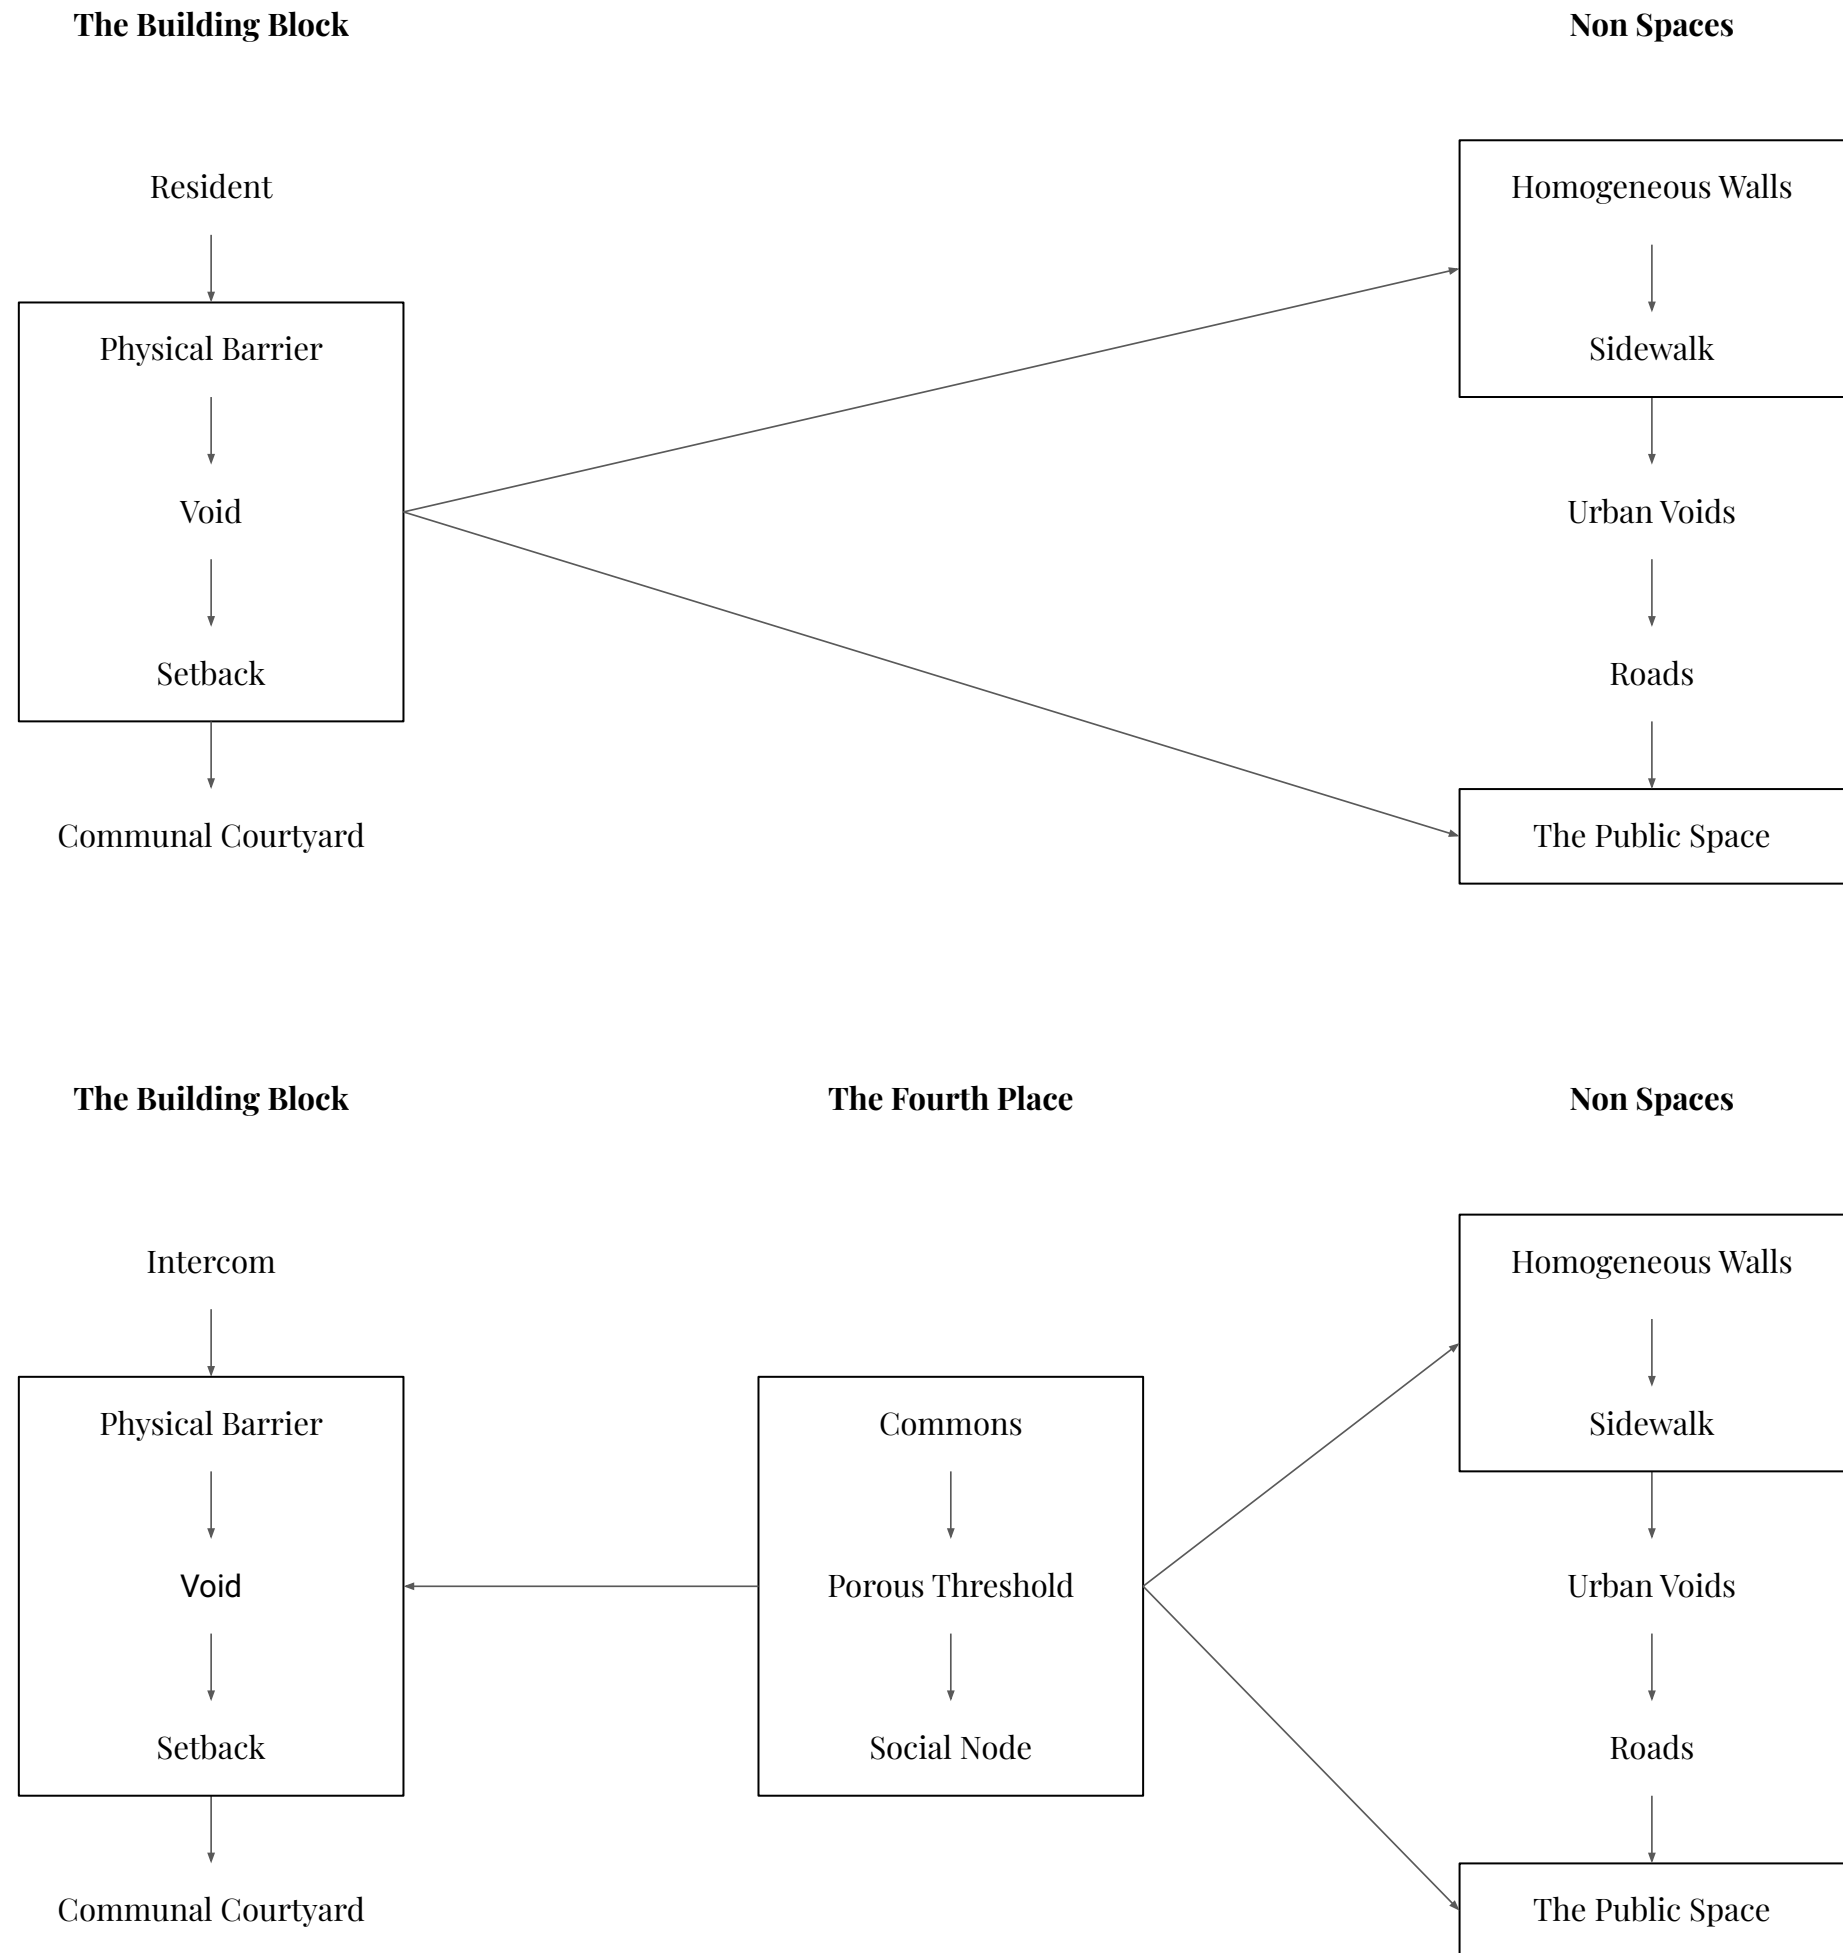 The Building Block
Non Spaces
Resident
Homogeneous Walls
Physical Barrier
Sidewalk
Void
Urban Voids
Setback
Roads
Communal Courtyard
The Public Space
The Building Block
The Fourth Place
Non Spaces
Intercom
Homogeneous Walls
Physical Barrier
Commons
Sidewalk
Void
Porous Threshold
Urban Voids
Setback
Social Node
Roads
Communal Courtyard
The Public Space